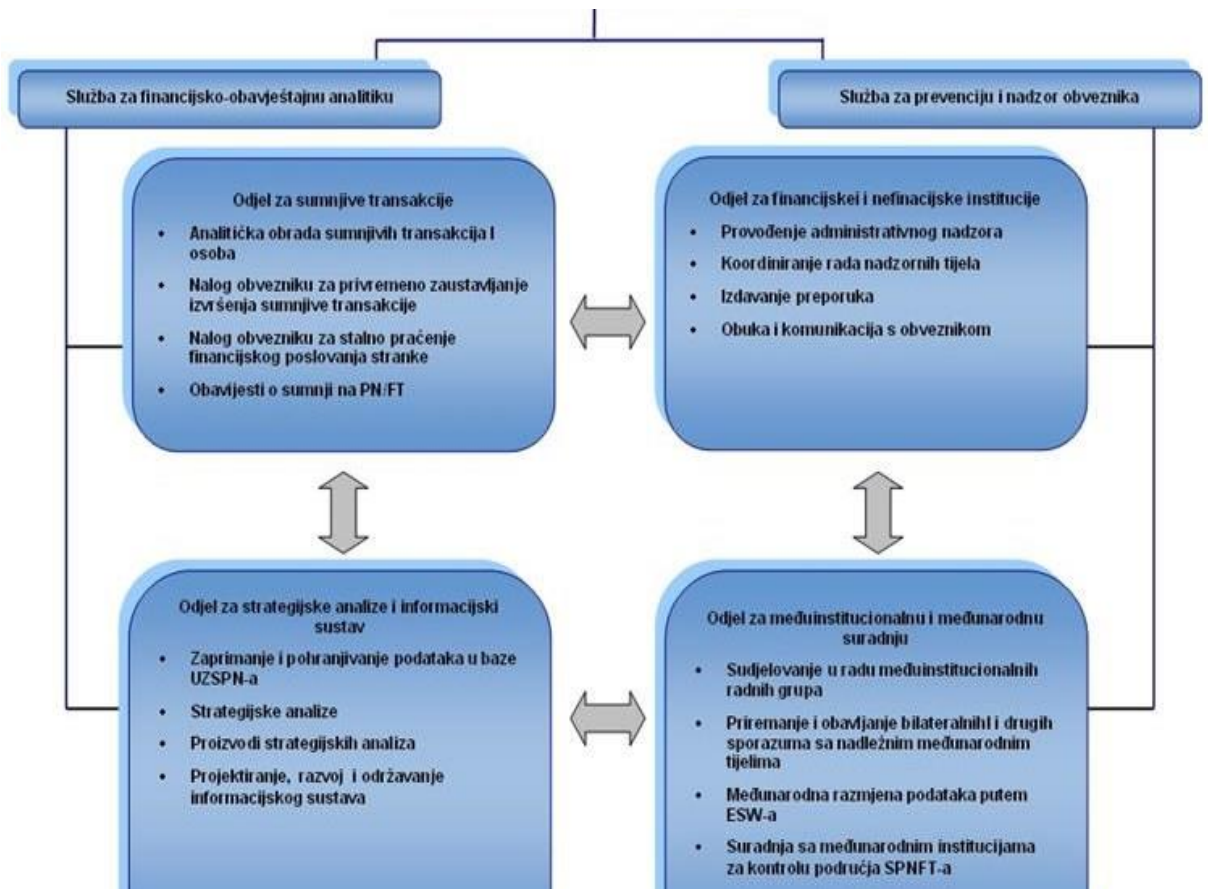 Služba za financijsko-obavještajnu analitiku
Služba za prevenciju i nadzor obveznika
Odjel za sumnjive transakcije
• Analitička obrada sumnjivih transakcija I
osoba
• Nalog obvezniku za privremeno zaustavljanje
izvršenja sumnjive transakcije
• Nalog obvezniku za stalno praćenje
financijskog poslovanja stranke
• Obavijesti o sumnji na PN/FT
Odjel za financijskei i nefinacijske institucije
• Provođenje administrativnog nadzora
• Koordiniranje rada nadzornih tijela
• Izdavanje preporuka
• Obuka i komunikacija s obveznikom
Odjel za strategijske analize i informacijski
sustav
• Zaprimanje i pohranjivanje podataka u baze
UZSPN-a
• Strategijske analize
• Proizvodi strategijskih analiza
• Projektiranje, razvoj i održavanje
informacijskog sustava
Odjel za međuinstitucionalnu i međunarodnu
suradnju
• Sudjelovanje u radu međuinstitucionalnih
radnih grupa
• Priremanje i obavljanje bilateralnihI i drugih
sporazuma sa nadležnim međunarodnim
tijelima
• Međunarodna razmjena podataka putem
ESW-a
• Suradnja sa međunarodnim institucijama
za kontrolu područja SPNFT-a